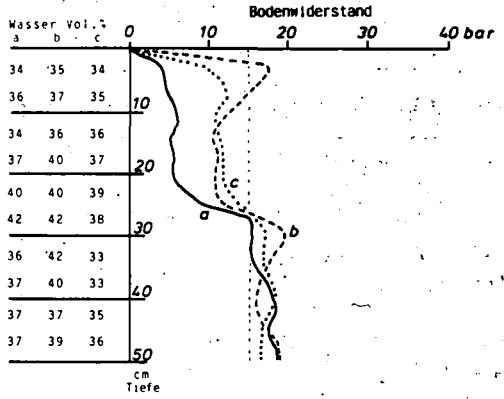 Bodenwiderstand
Wasser Vol.%
a b c
0 10 20 30 40 bar
34 35 34
36 37 35
10
34 36 36
37 40 37
20
40 40 39
c
a
42 42 38
b
30
36 42 33
37 40 33
40
37 37 35
37 39 36
50
cm
Tiefe